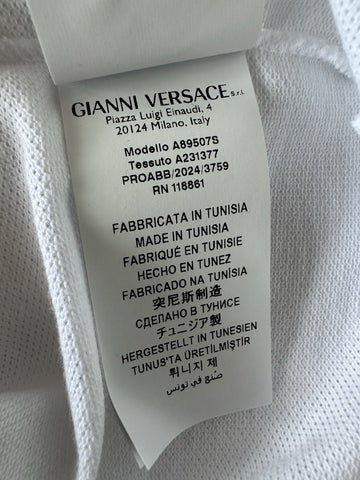 GIANNI VERSACE S.r.l.
Piazza Luigi Einaudi, 4
20124 Milano, Italy
Modello A89507S
Tessuto A231377
PROABB/2024/3759
RN 118861
FABBRICATA IN TUNISIA
MADE IN TUNISIA
FABRIQUÉ EN TUNISIE
HECHO EN TUNEZ
FABRICADO NA TUNÍSIA
突尼斯制造
СДЕЛАНО В ТУНИСЕ
チュニジア製
HERGESTELLT IN TUNESIEN
TUNUS'TA ÜRETİLMİŞTİR
튀니지 제
صُنع في تونس